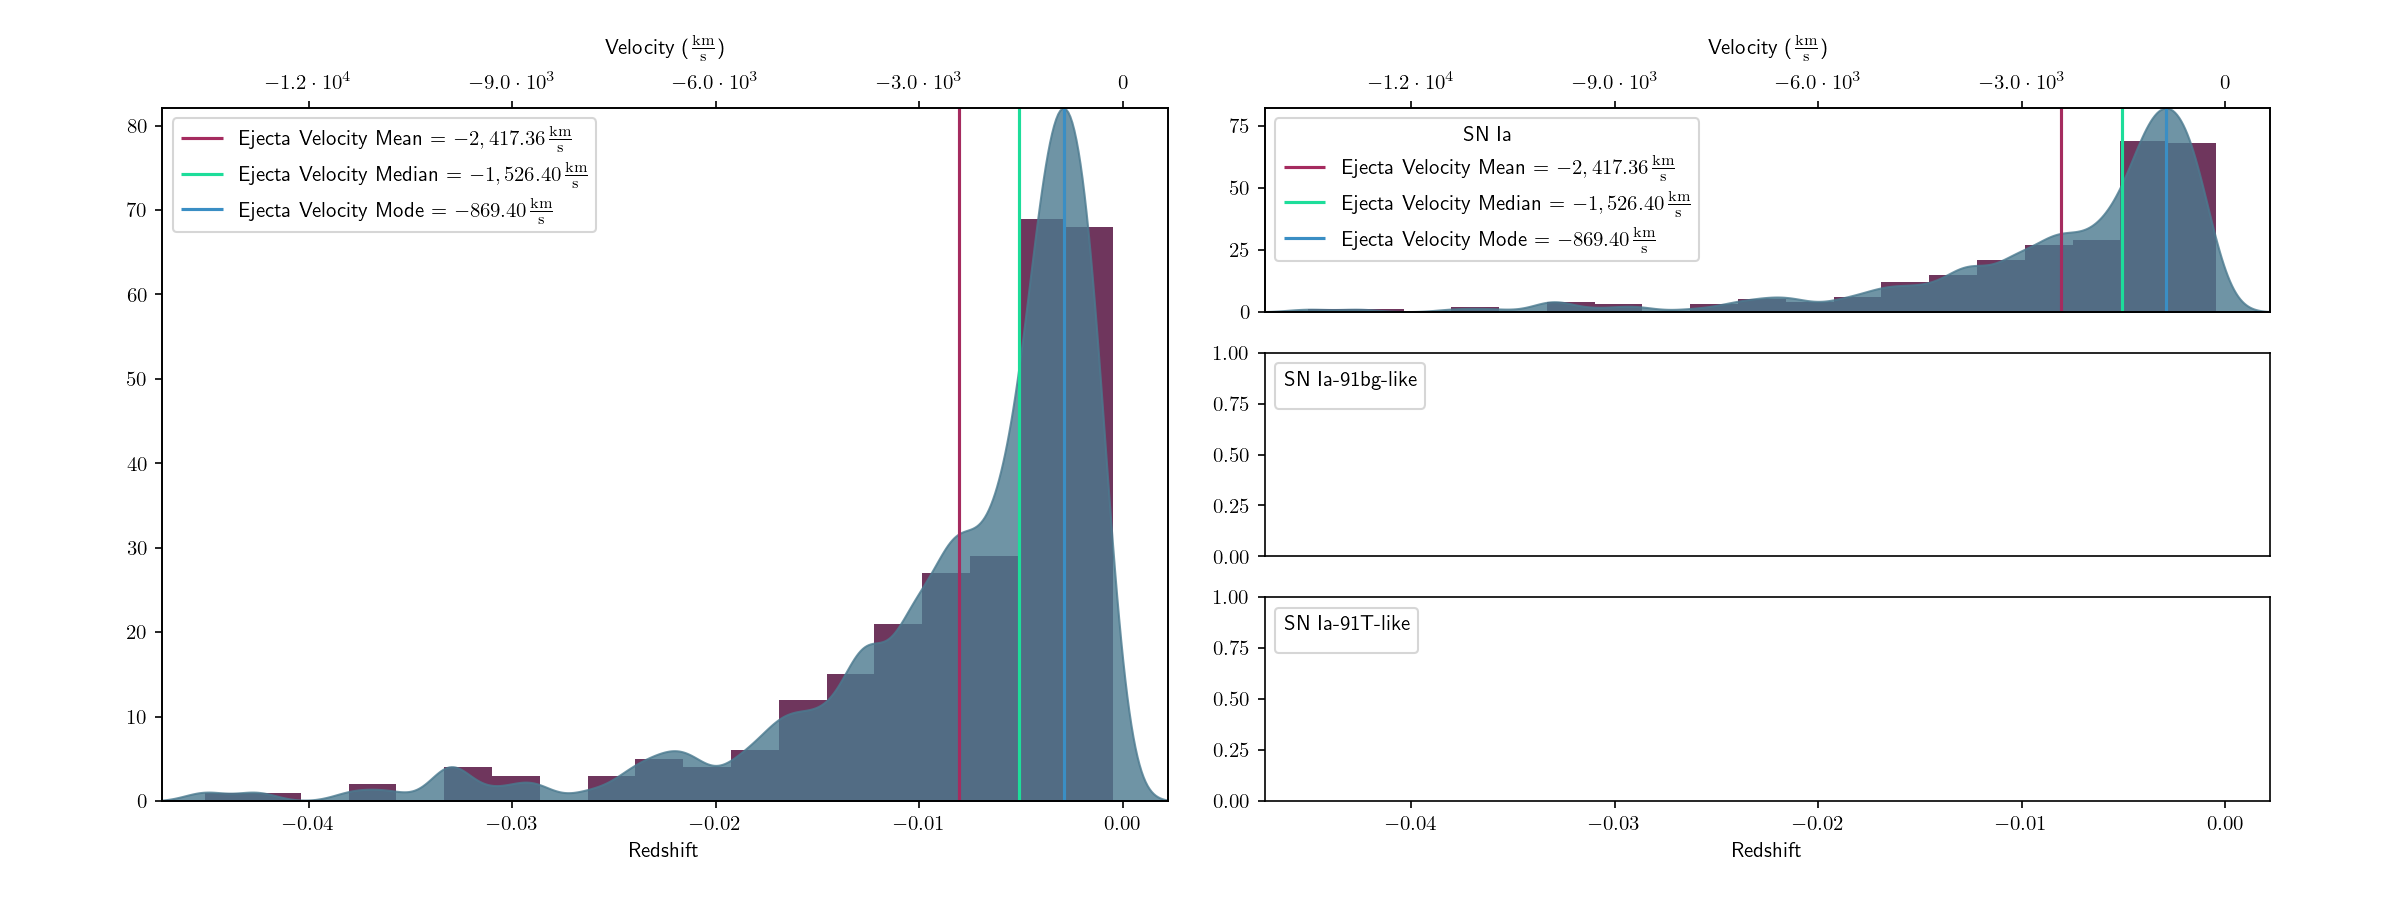 Velocity (km/s)
−1.2 · 10^4 −9.0 · 10^3 −6.0 · 10^3 −3.0 · 10^3 0
Ejecta Velocity Mean = −2,417.36 km/s
Ejecta Velocity Median = −1,526.40 km/s
Ejecta Velocity Mode = −869.40 km/s
80
70
60
50
40
30
20
10
0
−0.04 −0.03 −0.02 −0.01 0.00
Redshift
Velocity (km/s)
−1.2 · 10^4 −9.0 · 10^3 −6.0 · 10^3 −3.0 · 10^3 0
SN Ia
Ejecta Velocity Mean = −2,417.36 km/s
Ejecta Velocity Median = −1,526.40 km/s
Ejecta Velocity Mode = −869.40 km/s
75
50
25
0
SN Ia-91bg-like
1.00
0.75
0.50
0.25
0.00
SN Ia-91T-like
1.00
0.75
0.50
0.25
0.00
−0.04 −0.03 −0.02 −0.01 0.00
Redshift